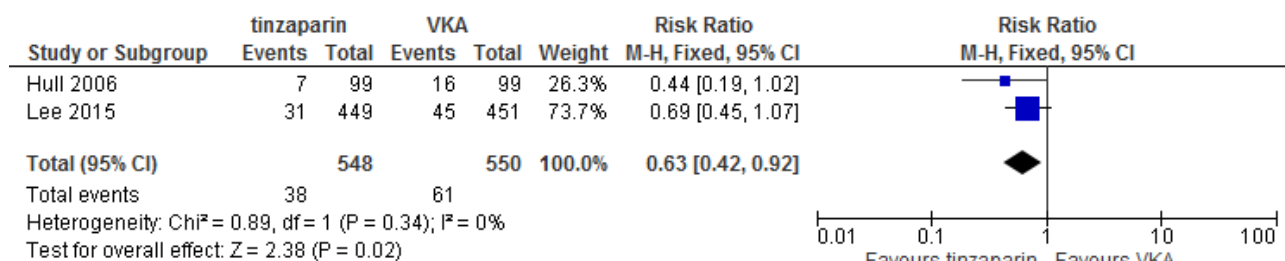 tinzaparin VKA Risk Ratio Risk Ratio
Study or Subgroup Events Total Events Total Weight M-H, Fixed, 95% CI M-H, Fixed, 95% CI
Hull 2006 7 99 16 99 26.3% 0.44 [0.19, 1.02]
Lee 2015 31 449 45 451 73.7% 0.69 [0.45, 1.07]
Total (95% CI) 548 550 100.0% 0.63 [0.42, 0.92]
Total events 38 61
Heterogeneity: Chi² = 0.89, df = 1 (P = 0.34); I² = 0%
Test for overall effect: Z = 2.38 (P = 0.02)
0.01 0.1 1 10 100
Favours tinzaparin Favours VKA